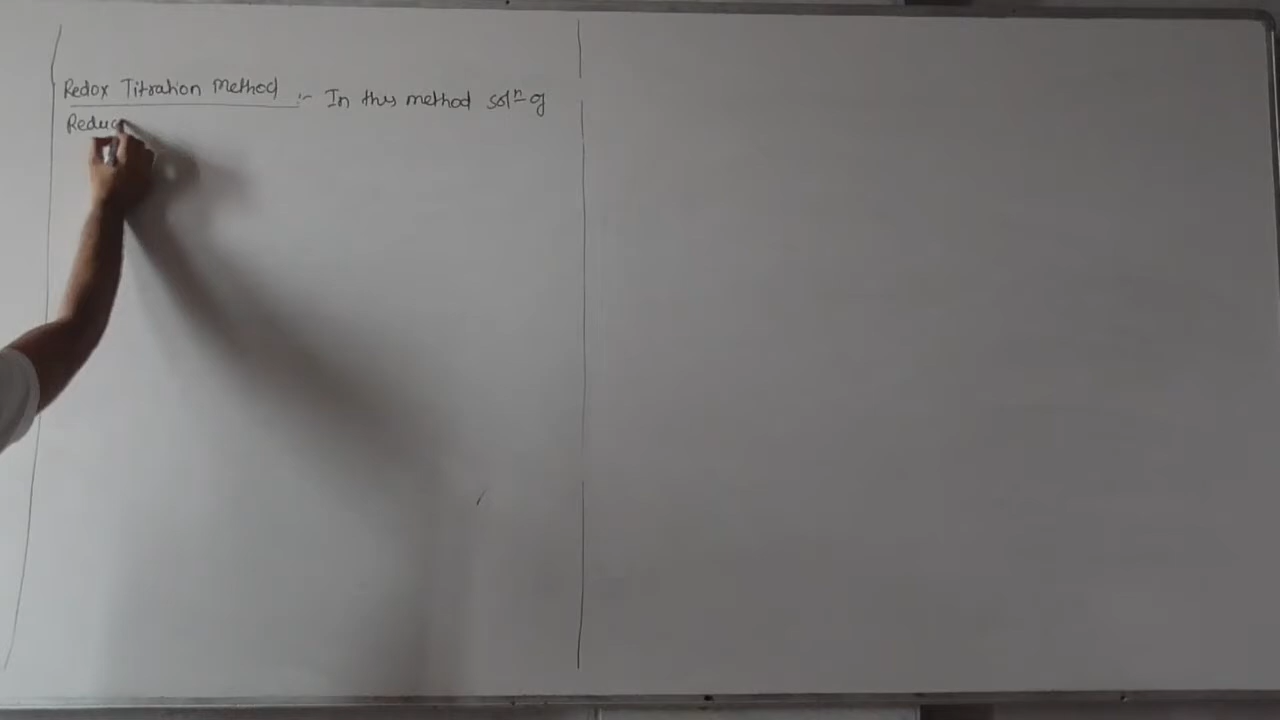 Redox Titration Method :- In this method solⁿ of
Reduc